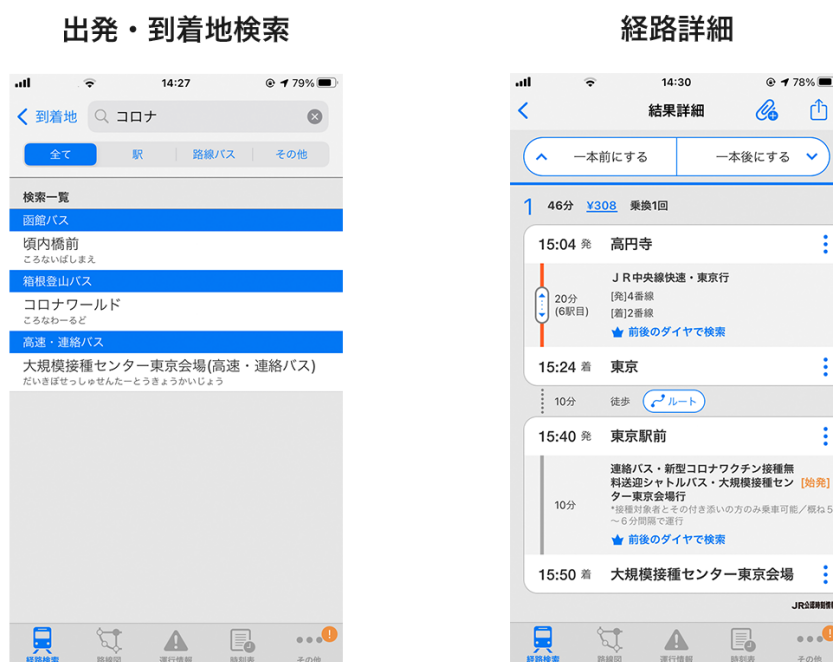 出発・到着地検索
14:27
79%
到着地
コロナ
全て
駅
路線バス
その他
検索一覧
函館バス
頃内橋前
ころないばしまえ
箱根登山バス
コロナワールド
ころなわーるど
高速・連絡バス
大規模接種センター東京会場(高速・連絡バス)
だいきぼせっしゅせんたーとうきょうかいじょう
経路検索
路線図
運行情報
時刻表
その他
経路詳細
14:30
78%
結果詳細
一本前にする
一本後にする
1 46分 ¥308 乗換1回
15:04 発 高円寺
ＪＲ中央線快速・東京行
20分
(6駅目)
[発]4番線
[着]2番線
前後のダイヤで検索
15:24 着 東京
10分 徒歩 ルート
15:40 発 東京駅前
連絡バス・新型コロナワクチン接種無
料送迎シャトルバス・大規模接種セン [始発]
ター東京会場行
10分
*接種対象者とその付き添いの方のみ乗車可能／概ね５
～６分間隔で運行
前後のダイヤで検索
15:50 着 大規模接種センター東京会場
経路検索
路線図
運行情報
時刻表
その他